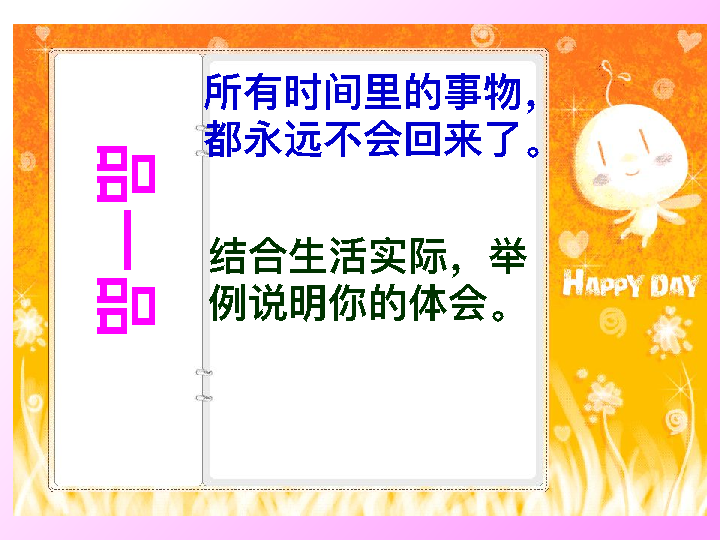 品一品
所有时间里的事物，
都永远不会回来了。
结合生活实际，举
例说明你的体会。
HAPPY DAY